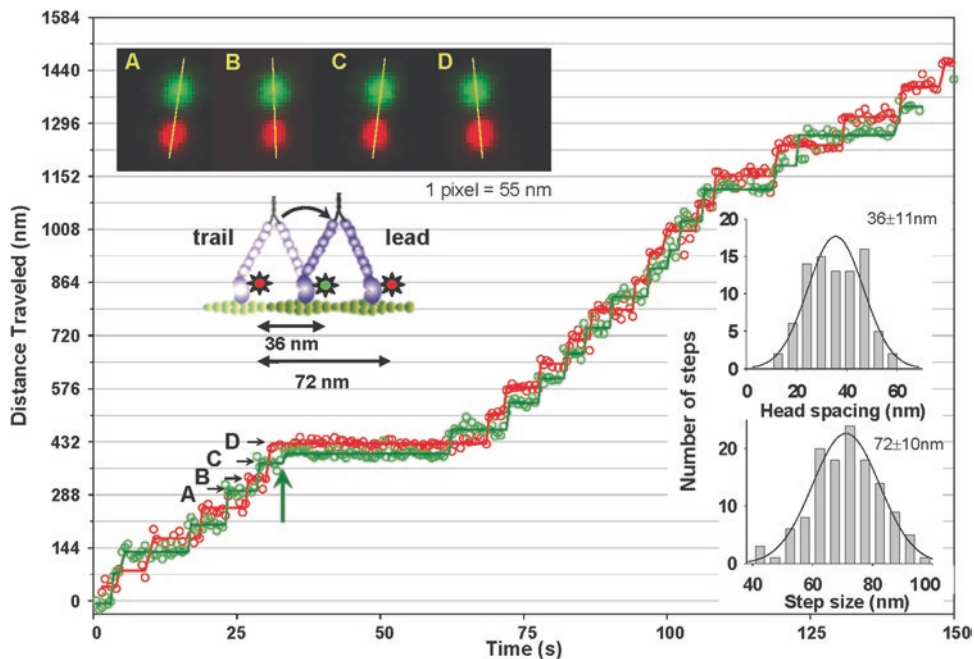 1584
1440
1296
1152
1008
864
720
576
432
288
144
0
Distance Traveled (nm)
A B C D
1 pixel = 55 nm
trail lead
36 nm
72 nm
D
C
B
A
0 25 50 75 100 125 150
Time (s)
Number of steps
36±11nm
20
15
10
5
0
0 20 40 60
Head spacing (nm)
72±10nm
20
10
0
40 60 80 100
Step size (nm)